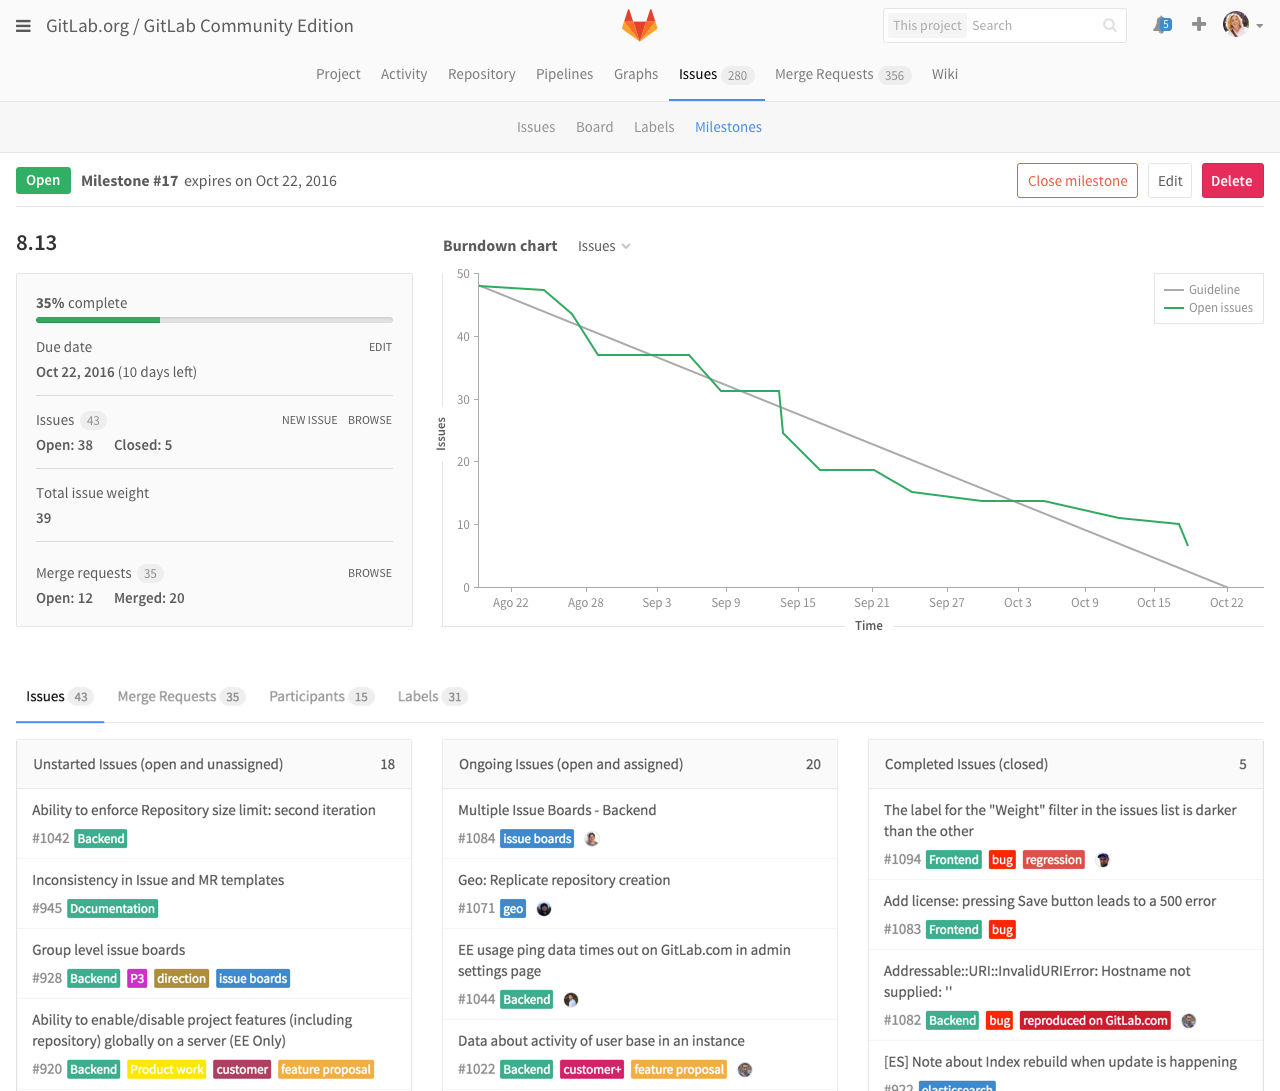 GitLab.org / GitLab Community Edition
This project Search
5
Project Activity Repository Pipelines Graphs Issues 280 Merge Requests 356 Wiki
Issues Board Labels Milestones
Open Milestone #17 expires on Oct 22, 2016
Close milestone Edit Delete
8.13
35% complete
Due date EDIT
Oct 22, 2016 (10 days left)
Issues 43 NEW ISSUE BROWSE
Open: 38 Closed: 5
Total issue weight
39
Merge requests 35 BROWSE
Open: 12 Merged: 20
Burndown chart Issues
50
40
30
20
10
0
Issues
Guideline
Open issues
Ago 22 Ago 28 Sep 3 Sep 9 Sep 15 Sep 21 Sep 27 Oct 3 Oct 9 Oct 15 Oct 22
Time
Issues 43 Merge Requests 35 Participants 15 Labels 31
Unstarted Issues (open and unassigned) 18
Ability to enforce Repository size limit: second iteration
#1042 Backend
Inconsistency in Issue and MR templates
#945 Documentation
Group level issue boards
#928 Backend P3 direction issue boards
Ability to enable/disable project features (including
repository) globally on a server (EE Only)
#920 Backend Product work customer feature proposal
Ongoing Issues (open and assigned) 20
Multiple Issue Boards - Backend
#1084 issue boards
Geo: Replicate repository creation
#1071 geo
EE usage ping data times out on GitLab.com in admin
settings page
#1044 Backend
Data about activity of user base in an instance
#1022 Backend customer+ feature proposal
Completed Issues (closed) 5
The label for the "Weight" filter in the issues list is darker
than the other
#1094 Frontend bug regression
Add license: pressing Save button leads to a 500 error
#1083 Frontend bug
Addressable::URI::InvalidURIError: Hostname not
supplied: ''
#1082 Backend bug reproduced on GitLab.com
[ES] Note about Index rebuild when update is happening
#922 elasticsearch